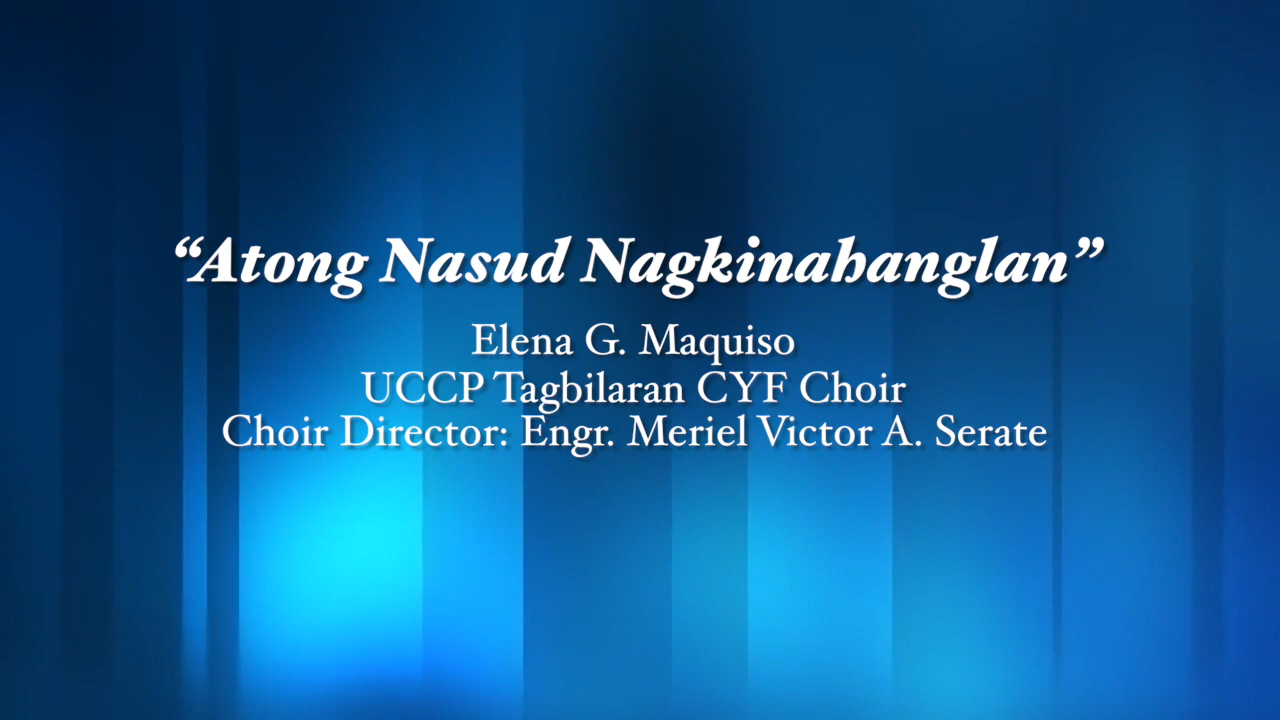 “Atong Nasud Nagkinahanglan”
Elena G. Maquiso
UCCP Tagbilaran CYF Choir
Choir Director: Engr. Meriel Victor A. Serate